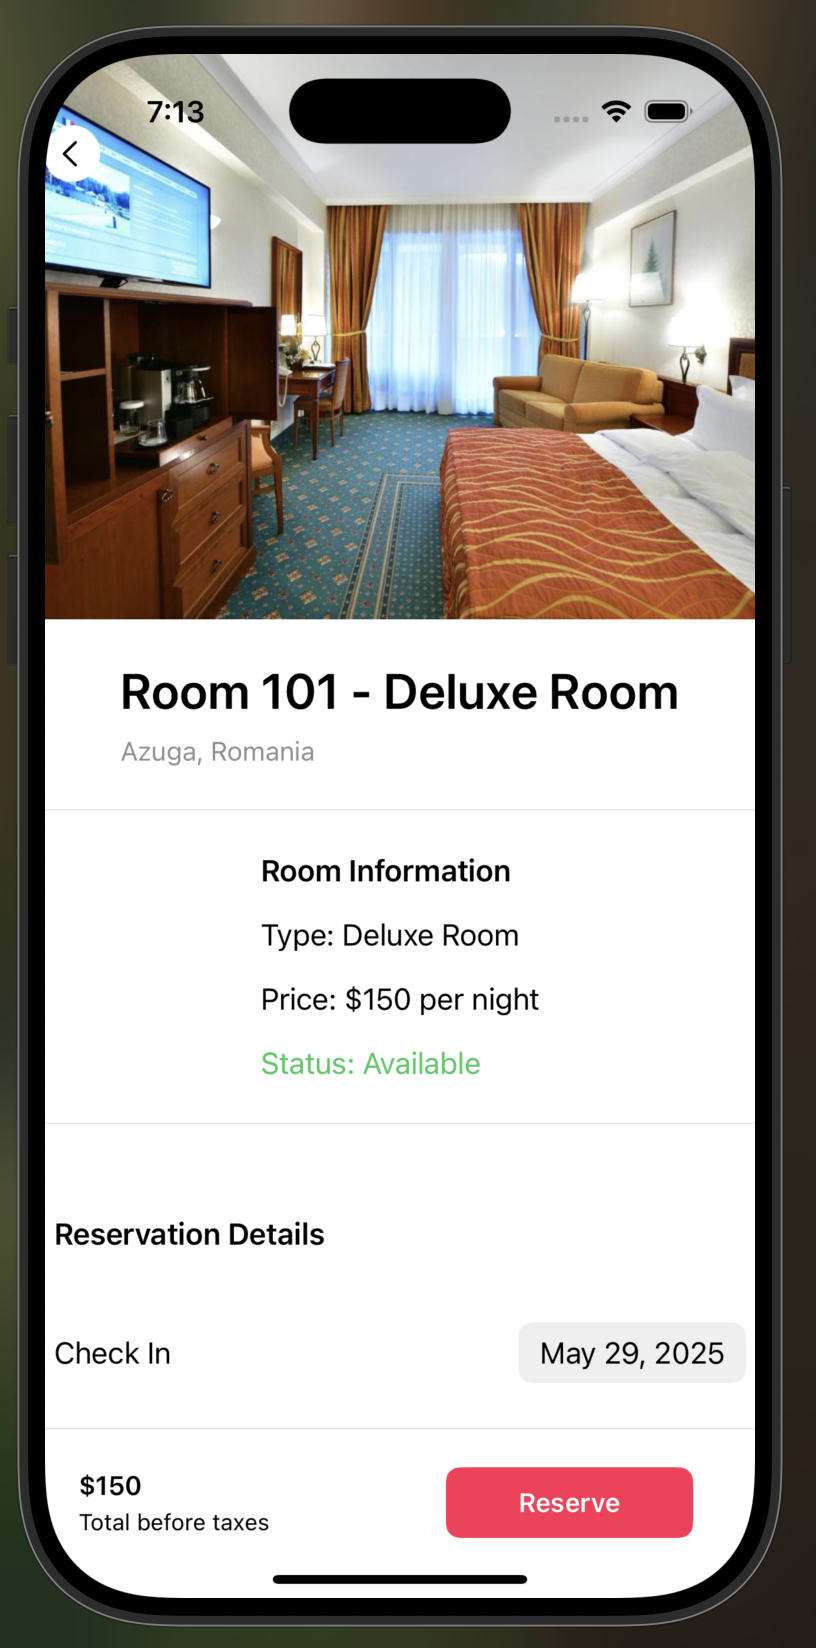 7:13
Room 101 - Deluxe Room
Azuga, Romania
Room Information
Type: Deluxe Room
Price: $150 per night
Status: Available
Reservation Details
Check In
May 29, 2025
$150
Total before taxes
Reserve